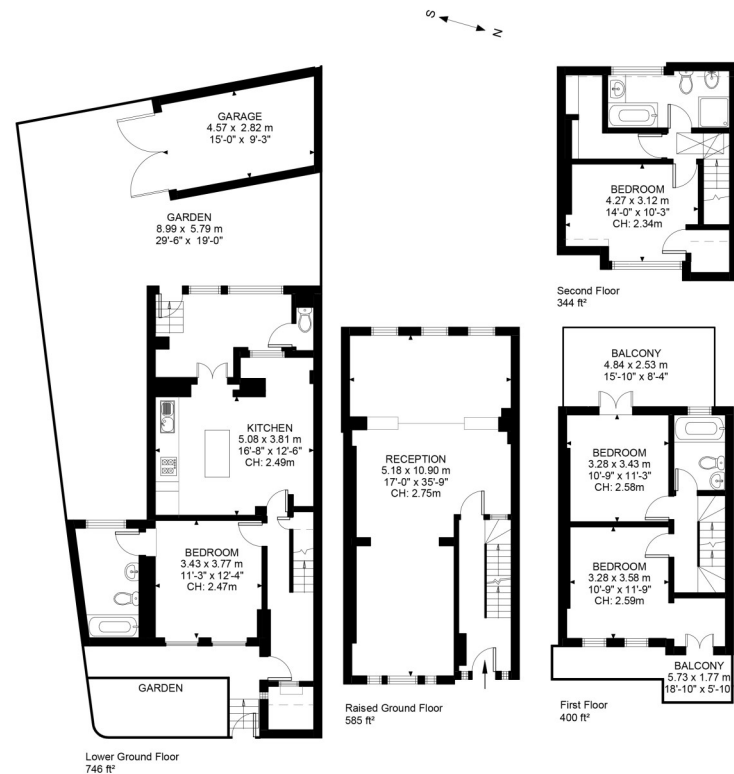 S
N
GARAGE
4.57 x 2.82 m
15'-0" x 9'-3"
GARDEN
8.99 x 5.79 m
29'-6" x 19'-0"
KITCHEN
5.08 x 3.81 m
16'-8" x 12'-6"
CH: 2.49m
BEDROOM
3.43 x 3.77 m
11'-3" x 12'-4"
CH: 2.47m
GARDEN
Lower Ground Floor
746 ft²
RECEPTION
5.18 x 10.90 m
17'-0" x 35'-9"
CH: 2.75m
Raised Ground Floor
585 ft²
BEDROOM
4.27 x 3.12 m
14'-0" x 10'-3"
CH: 2.34m
Second Floor
344 ft²
BALCONY
4.84 x 2.53 m
15'-10" x 8'-4"
BEDROOM
3.28 x 3.43 m
10'-9" x 11'-3"
CH: 2.58m
BEDROOM
3.28 x 3.58 m
10'-9" x 11'-9"
CH: 2.59m
BALCONY
5.73 x 1.77 m
18'-10" x 5'-10
First Floor
400 ft²